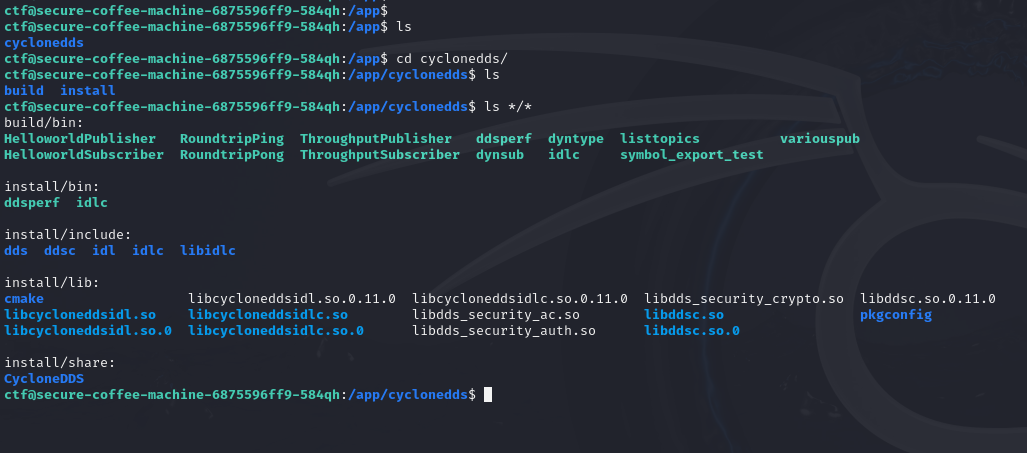 ctf@secure-coffee-machine-6875596ff9-584qh:/app$
ctf@secure-coffee-machine-6875596ff9-584qh:/app$ ls
cyclonedds
ctf@secure-coffee-machine-6875596ff9-584qh:/app$ cd cyclonedds/
ctf@secure-coffee-machine-6875596ff9-584qh:/app/cyclonedds$ ls
build  install
ctf@secure-coffee-machine-6875596ff9-584qh:/app/cyclonedds$ ls */*
build/bin:
HelloworldPublisher   RoundtripPing  ThroughputPublisher   ddsperf  dyntype  listtopics          variouspub
HelloworldSubscriber  RoundtripPong  ThroughputSubscriber  dynsub   idlc     symbol_export_test

install/bin:
ddsperf  idlc

install/include:
dds  ddsc  idl  idlc  libidlc

install/lib:
cmake                  libcycloneddsidl.so.0.11.0  libcycloneddsidlc.so.0.11.0  libdds_security_crypto.so  libddsc.so.0.11.0
libcycloneddsidl.so    libcycloneddsidlc.so        libdds_security_ac.so        libddsc.so                 pkgconfig
libcycloneddsidl.so.0  libcycloneddsidlc.so.0      libdds_security_auth.so      libddsc.so.0

install/share:
CycloneDDS
ctf@secure-coffee-machine-6875596ff9-584qh:/app/cyclonedds$